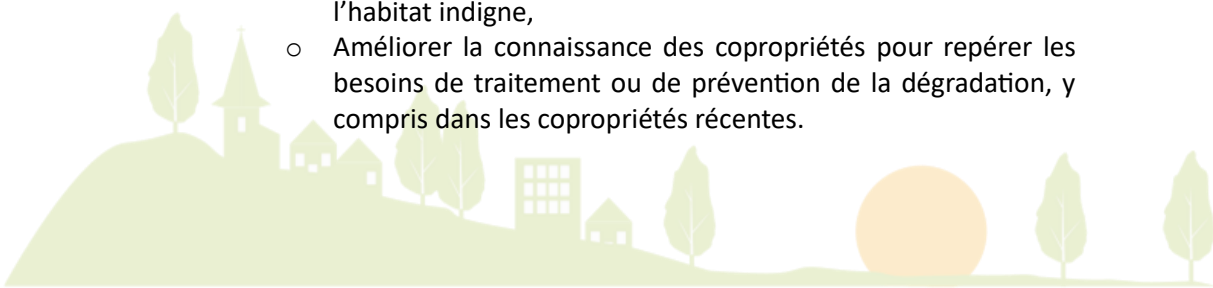 l’habitat indigne,
o Améliorer la connaissance des copropriétés pour repérer les
besoins de traitement ou de prévention de la dégradation, y
compris dans les copropriétés récentes.